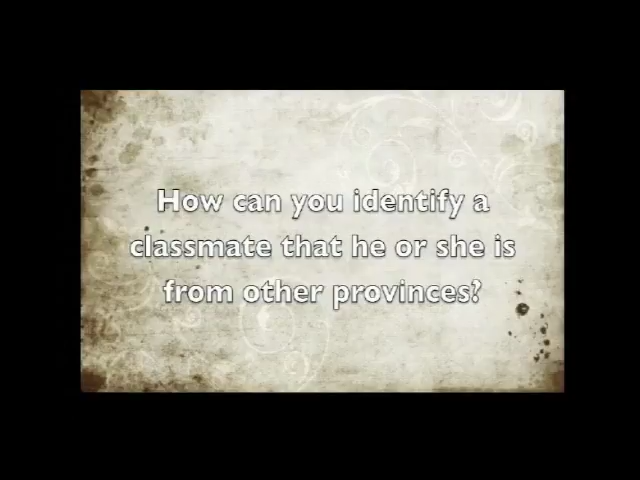 How can you identify a
classmate that he or she is
from other provinces?